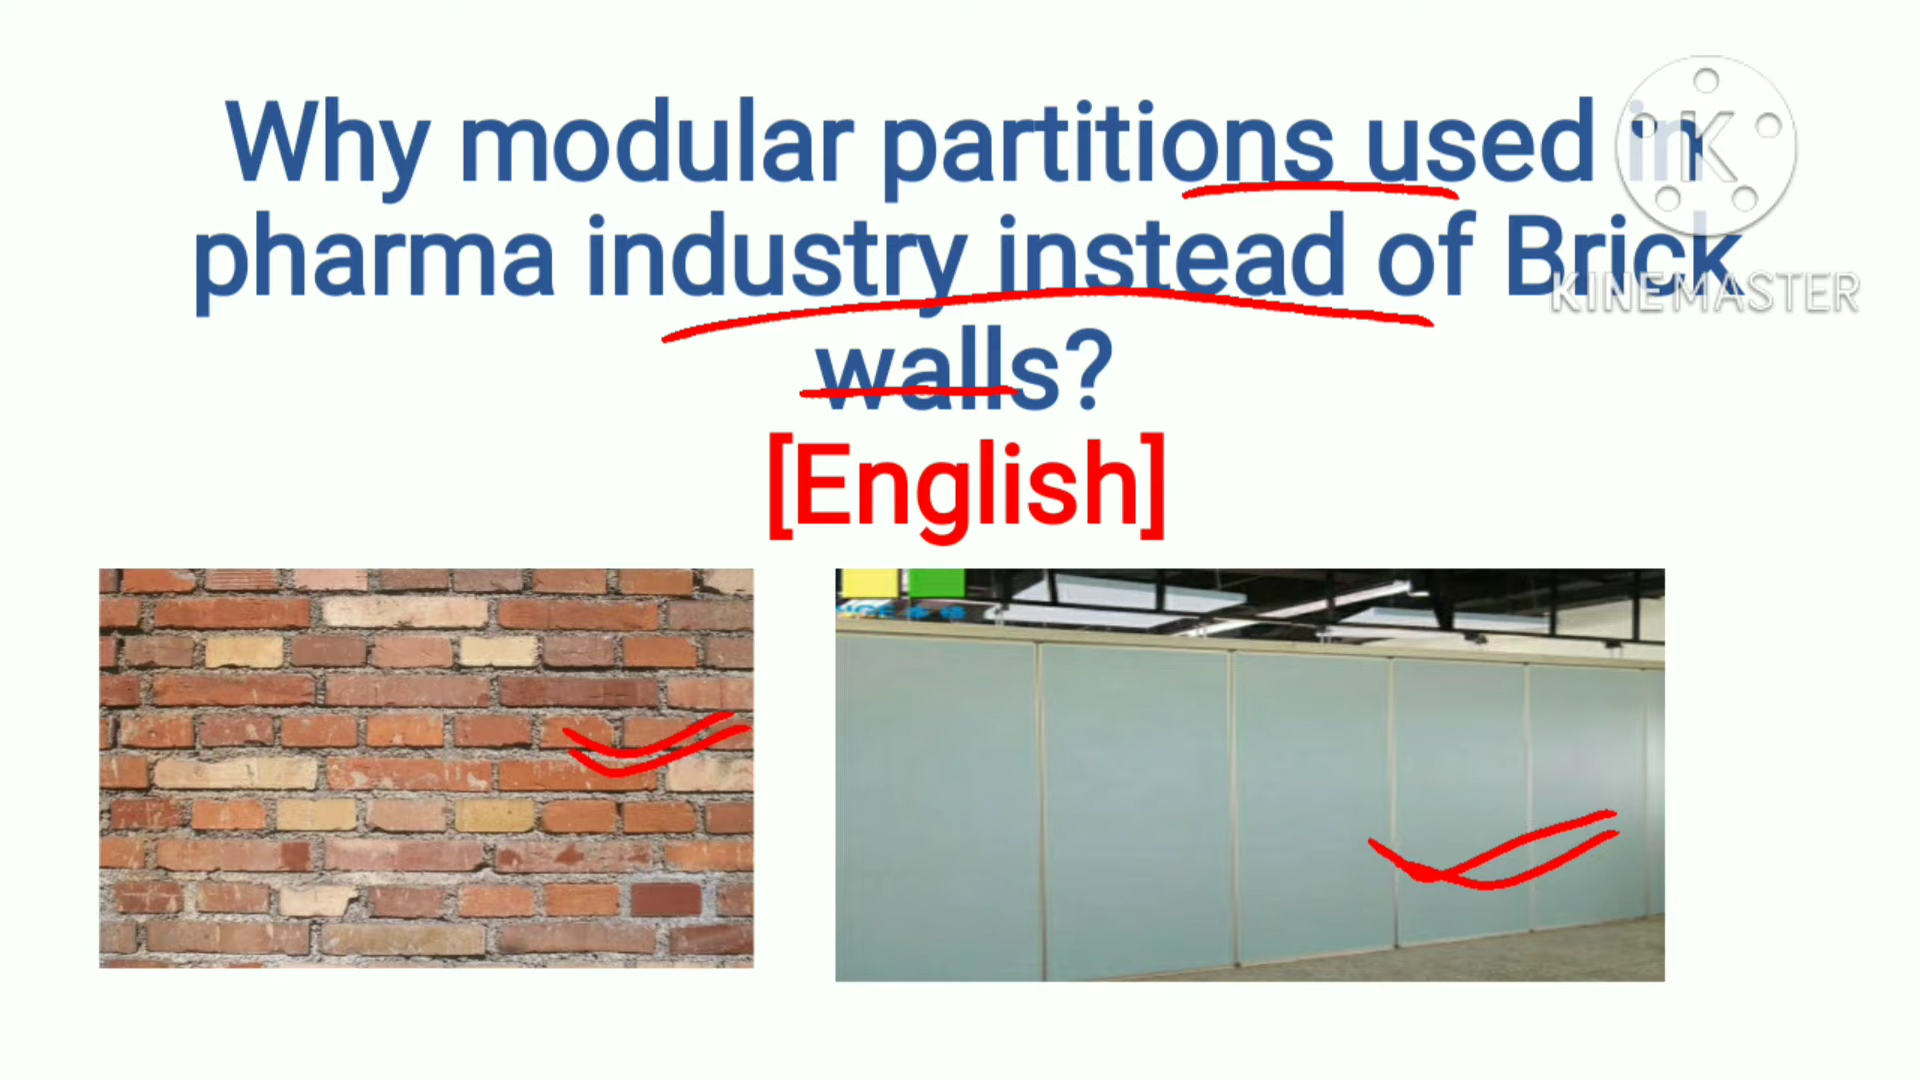 Why modular partitions used in
pharma industry instead of Brick
walls?
[English]
K
KINEMASTER